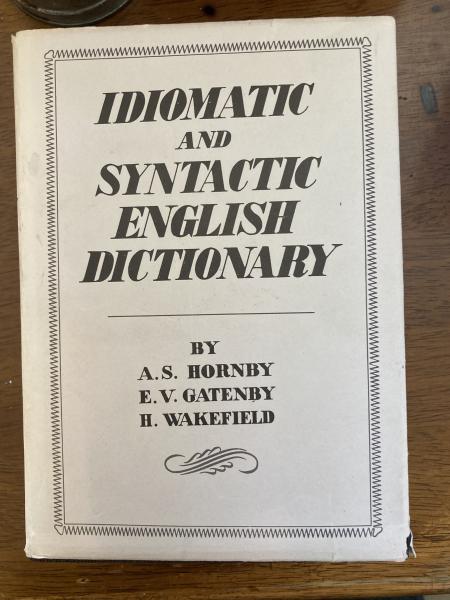 IDIOMATIC
AND
SYNTACTIC
ENGLISH
DICTIONARY
BY
A.S. HORNBY
E.V. GATENBY
H. WAKEFIELD